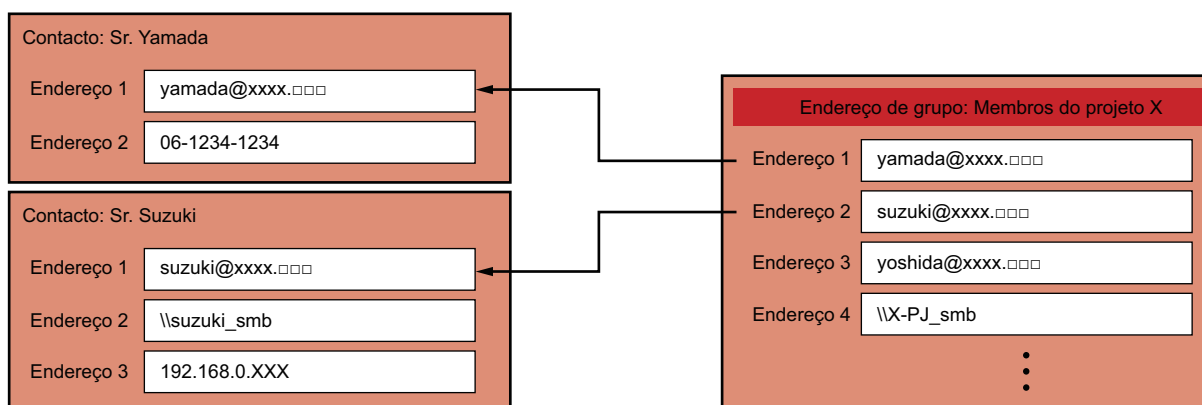 Contacto: Sr. Yamada
Endereço 1 yamada@xxxx.□□□
Endereço 2 06-1234-1234
Contacto: Sr. Suzuki
Endereço 1 suzuki@xxxx.□□□
Endereço 2 \\suzuki_smb
Endereço 3 192.168.0.XXX
Endereço de grupo: Membros do projeto X
Endereço 1 yamada@xxxx.□□□
Endereço 2 suzuki@xxxx.□□□
Endereço 3 yoshida@xxxx.□□□
Endereço 4 \\X-PJ_smb